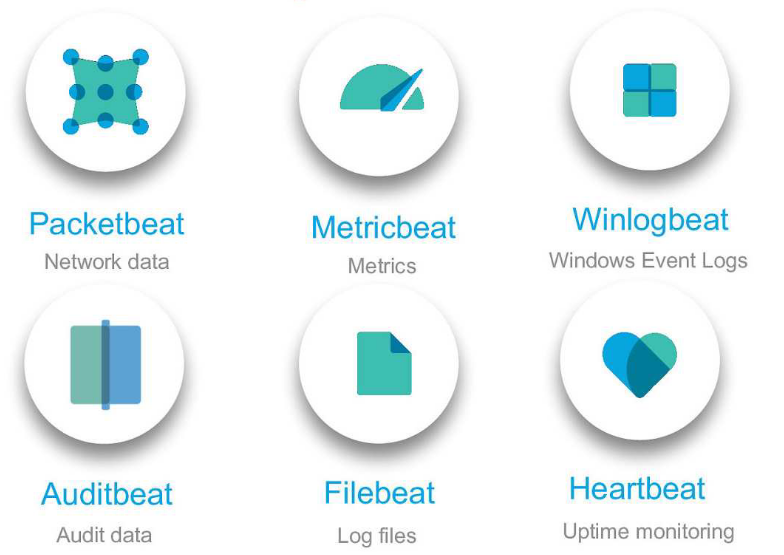 Packetbeat
Network data
Metricbeat
Metrics
Winlogbeat
Windows Event Logs
Auditbeat
Audit data
Filebeat
Log files
Heartbeat
Uptime monitoring